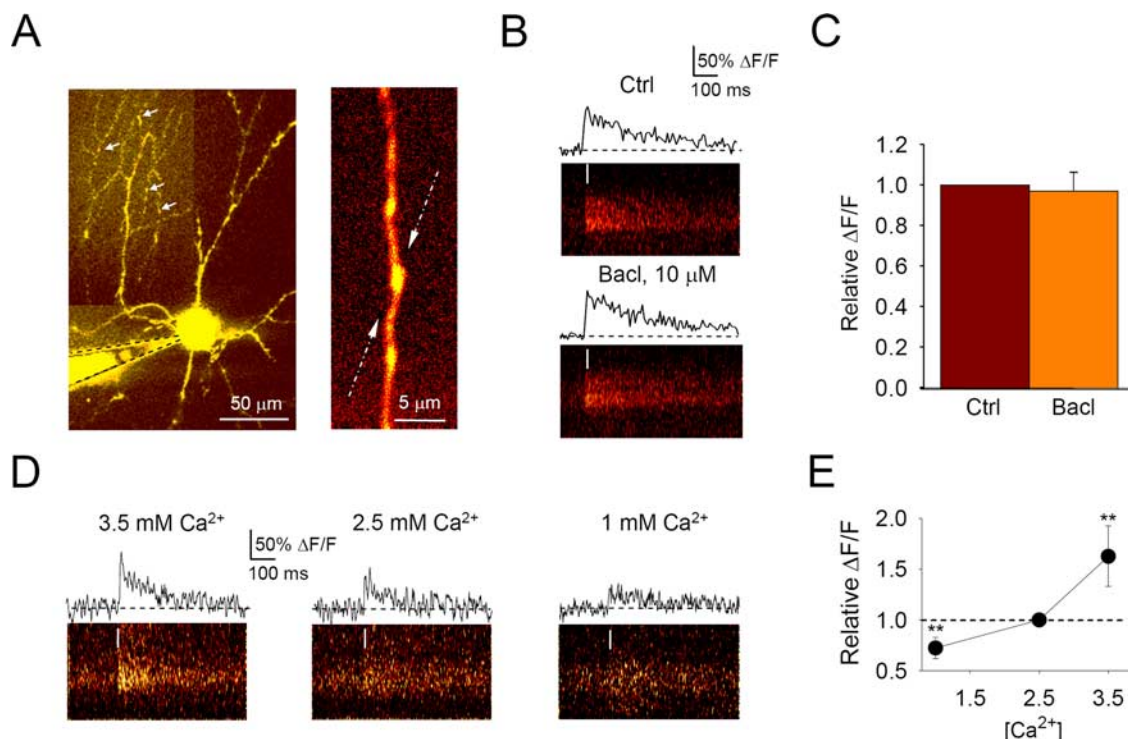 A
50 μm
5 μm
B
50% ΔF/F
100 ms
Ctrl
Bacl, 10 μM
C
Relative ΔF/F
1.2
1.0
0.8
0.6
0.4
0.2
0.0
Ctrl
Bacl
D
3.5 mM Ca²⁺
50% ΔF/F
100 ms
2.5 mM Ca²⁺
1 mM Ca²⁺
E
Relative ΔF/F
2.0
1.5
1.0
0.5
**
**
1.5
2.5
3.5
[Ca²⁺]